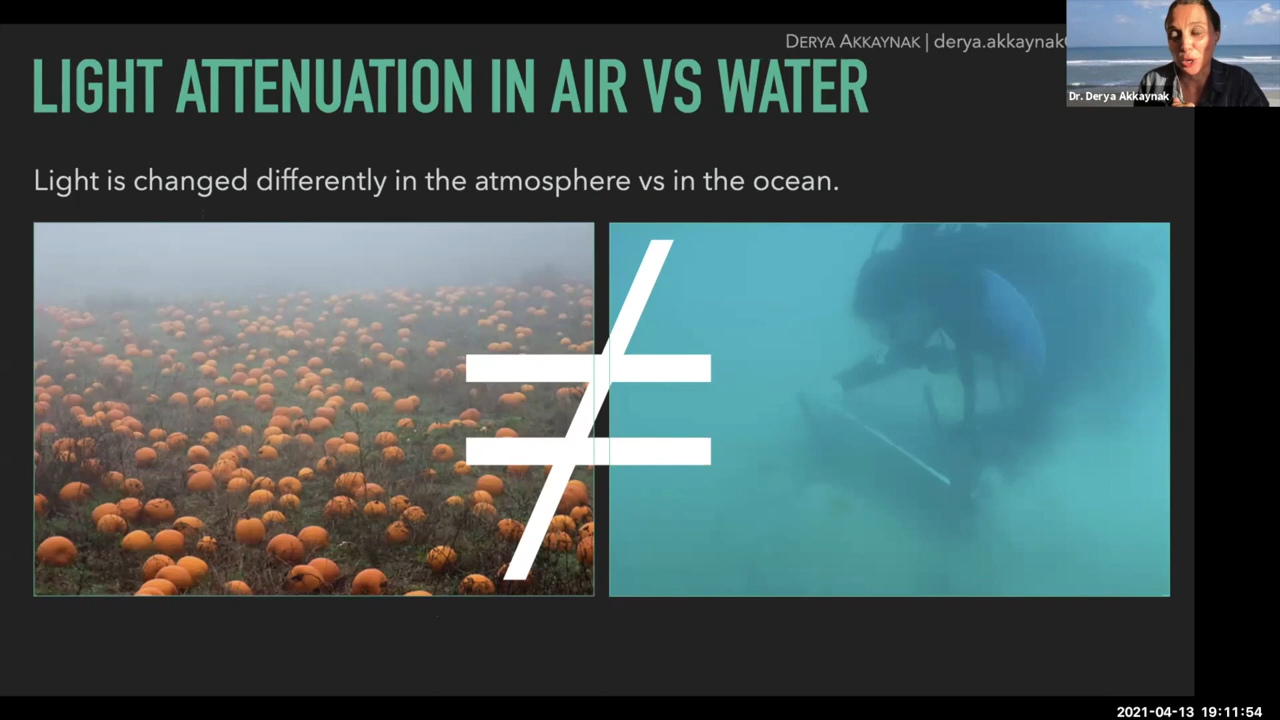 DERYA AKKAYNAK | derya.akkaynak
LIGHT ATTENUATION IN AIR VS WATER
Dr. Derya Akkaynak
Light is changed differently in the atmosphere vs in the ocean.
≠
2021-04-13 19:11:54